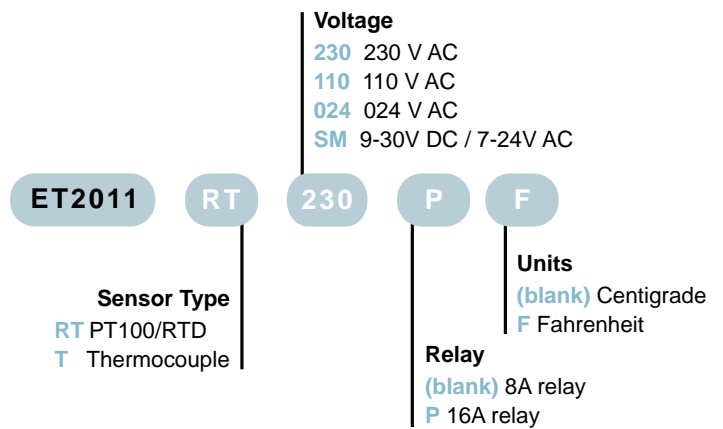 Voltage
230 230 V AC
110 110 V AC
024 024 V AC
SM 9-30V DC / 7-24V AC
ET2011 RT 230 P F
Sensor Type
RT PT100/RTD
T Thermocouple
Units
(blank) Centigrade
F Fahrenheit
Relay
(blank) 8A relay
P 16A relay